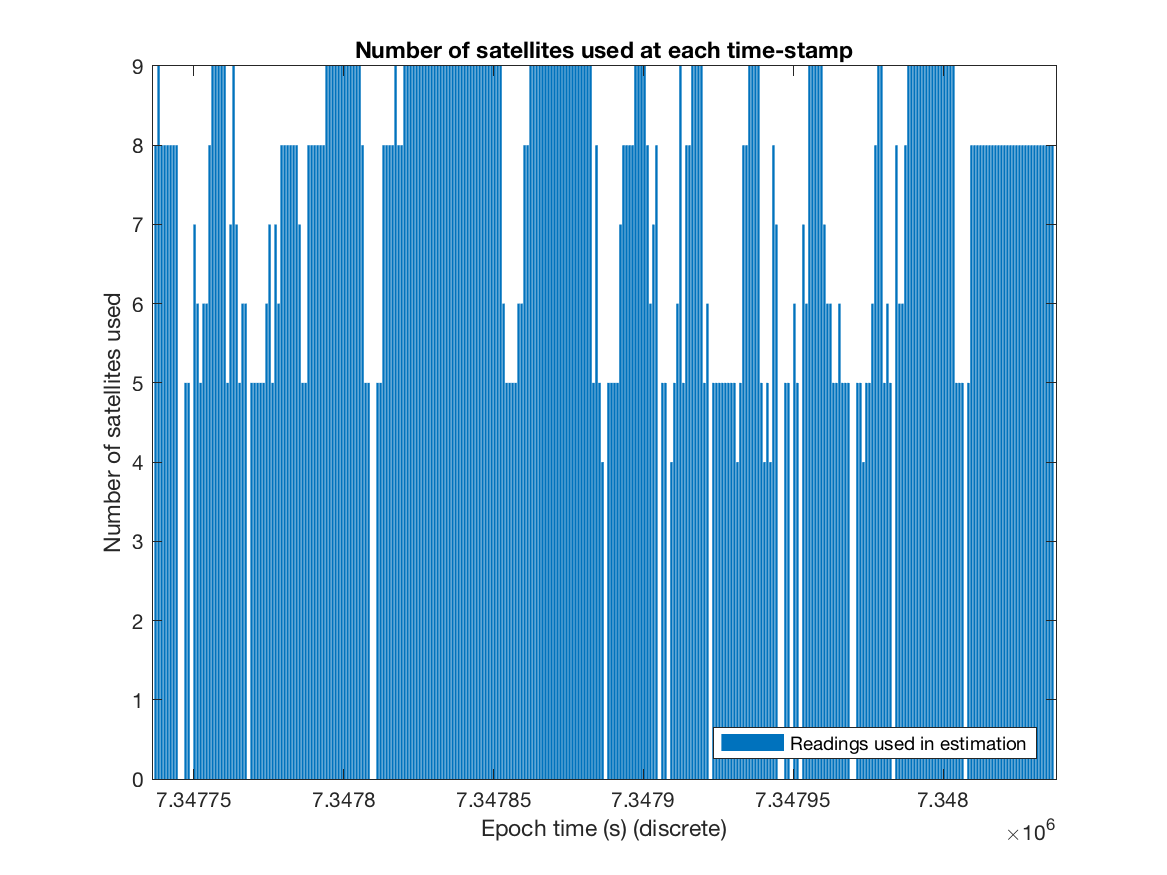 Number of satellites used at each time-stamp
9
8
7
6
5
4
3
2
1
0
Number of satellites used
7.34775 7.3478 7.34785 7.3479 7.34795 7.348
Epoch time (s) (discrete)
×10^6
Readings used in estimation